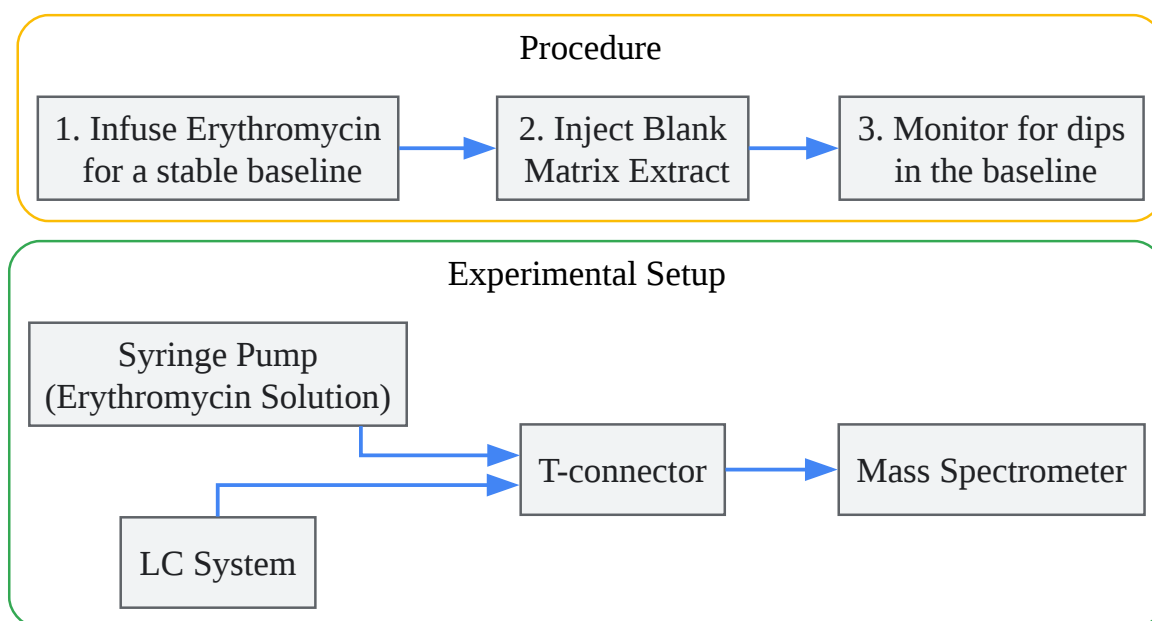 Procedure
1. Infuse Erythromycin
for a stable baseline
2. Inject Blank
Matrix Extract
3. Monitor for dips
in the baseline
Experimental Setup
Syringe Pump
(Erythromycin Solution)
T-connector
Mass Spectrometer
LC System